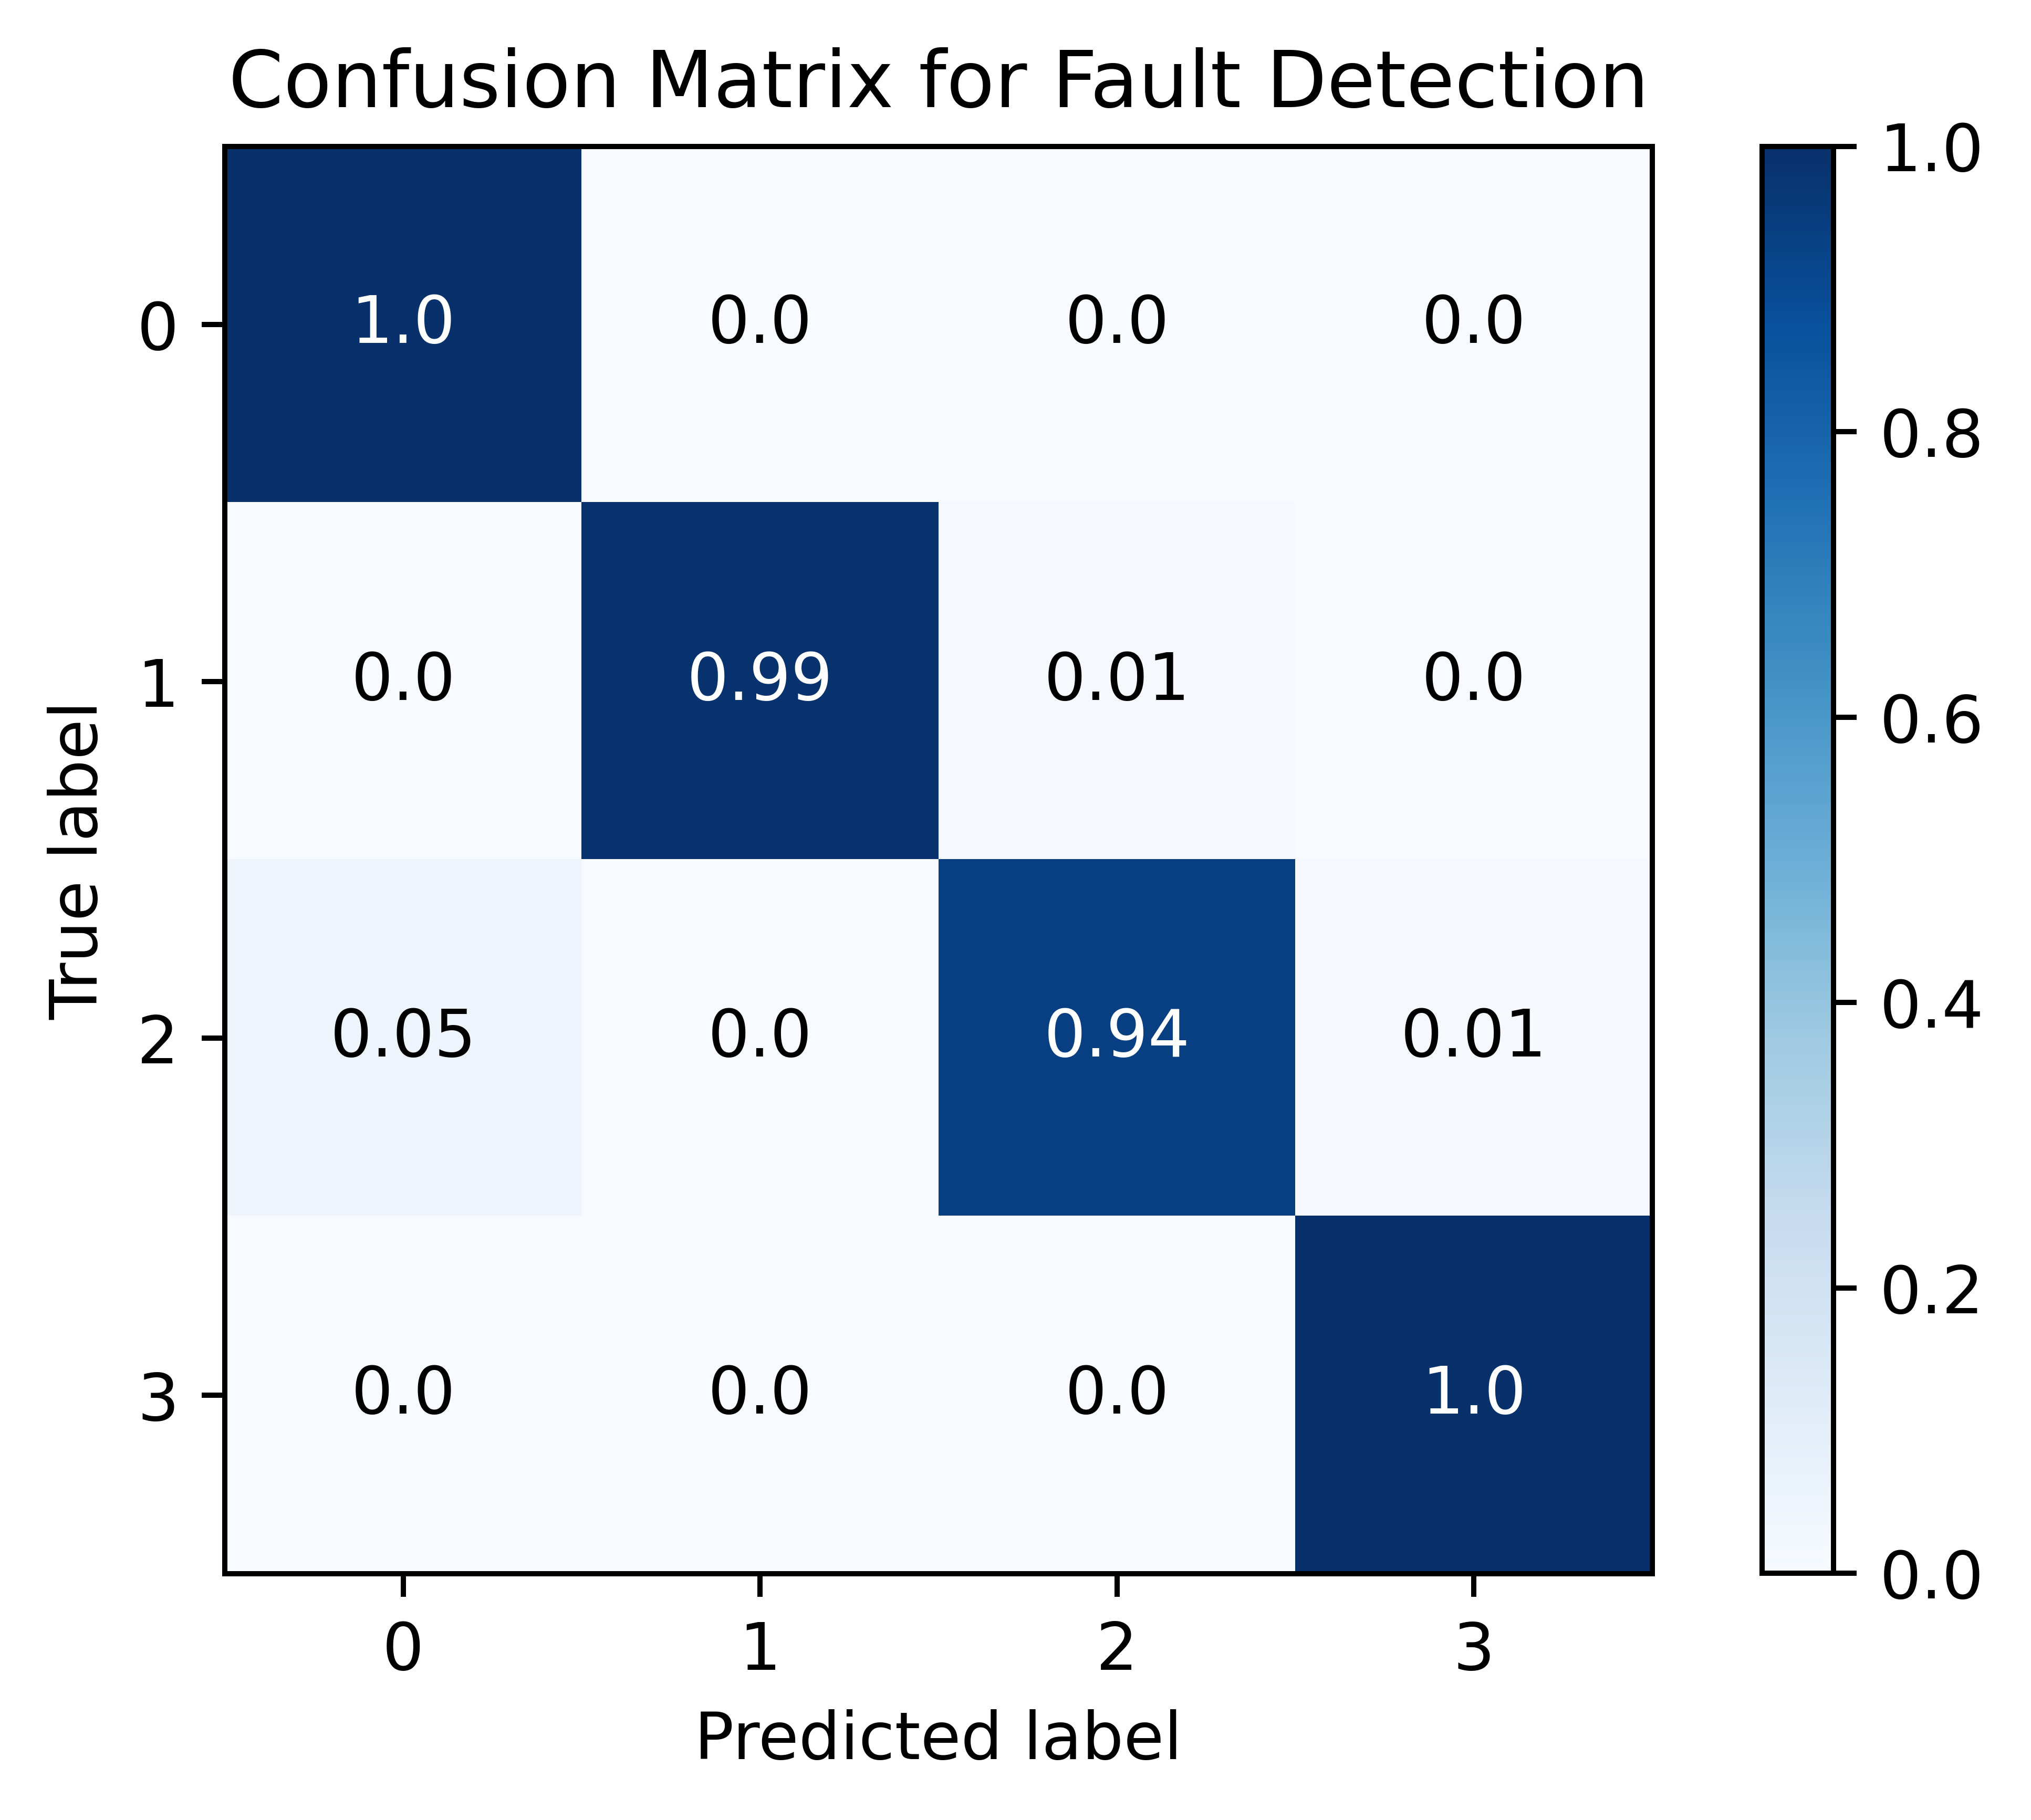 Confusion Matrix for Fault Detection
1.0
0 1.0 0.0 0.0 0.0
0.8
1 0.0 0.99 0.01 0.0
0.6
True label
2 0.05 0.0 0.94 0.01
0.4
0.2
3 0.0 0.0 0.0 1.0
0.0
0 1 2 3
Predicted label